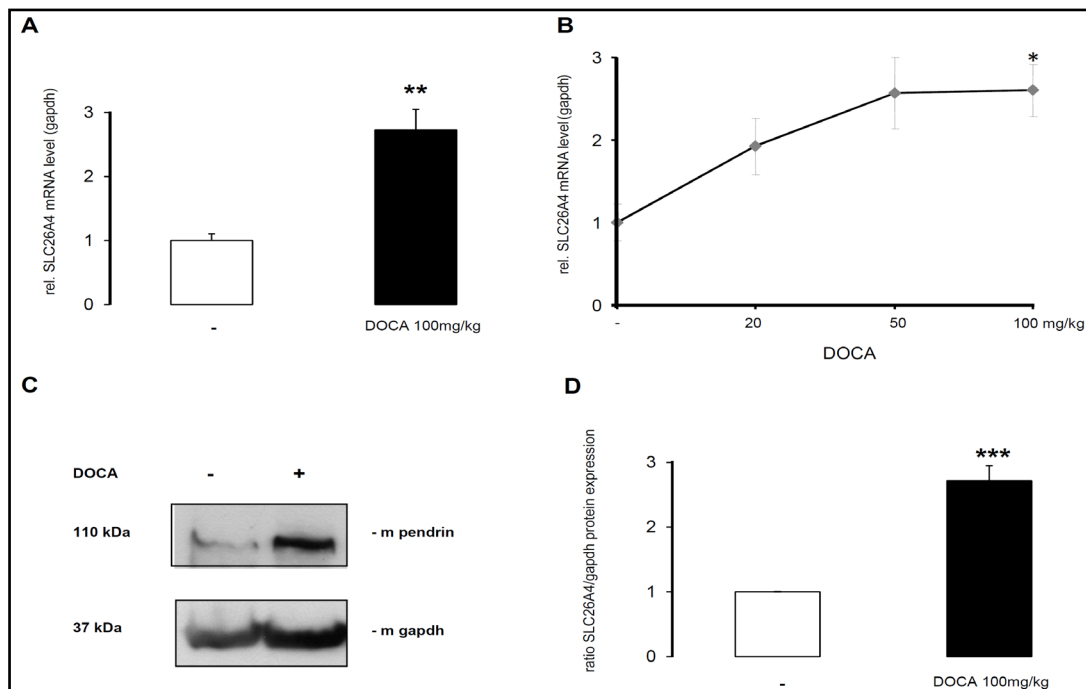 A
rel. SLC26A4 mRNA level (gapdh)
3
2
1
0
**
-
DOCA 100mg/kg
B
rel. SLC26A4 mRNA level (gapdh)
3
2
1
0
*
-
20
50
100 mg/kg
DOCA
C
DOCA - +
110 kDa - m pendrin
37 kDa - m gapdh
D
ratio SLC26A4/gapdh protein expression
3
2
1
0
***
-
DOCA 100mg/kg